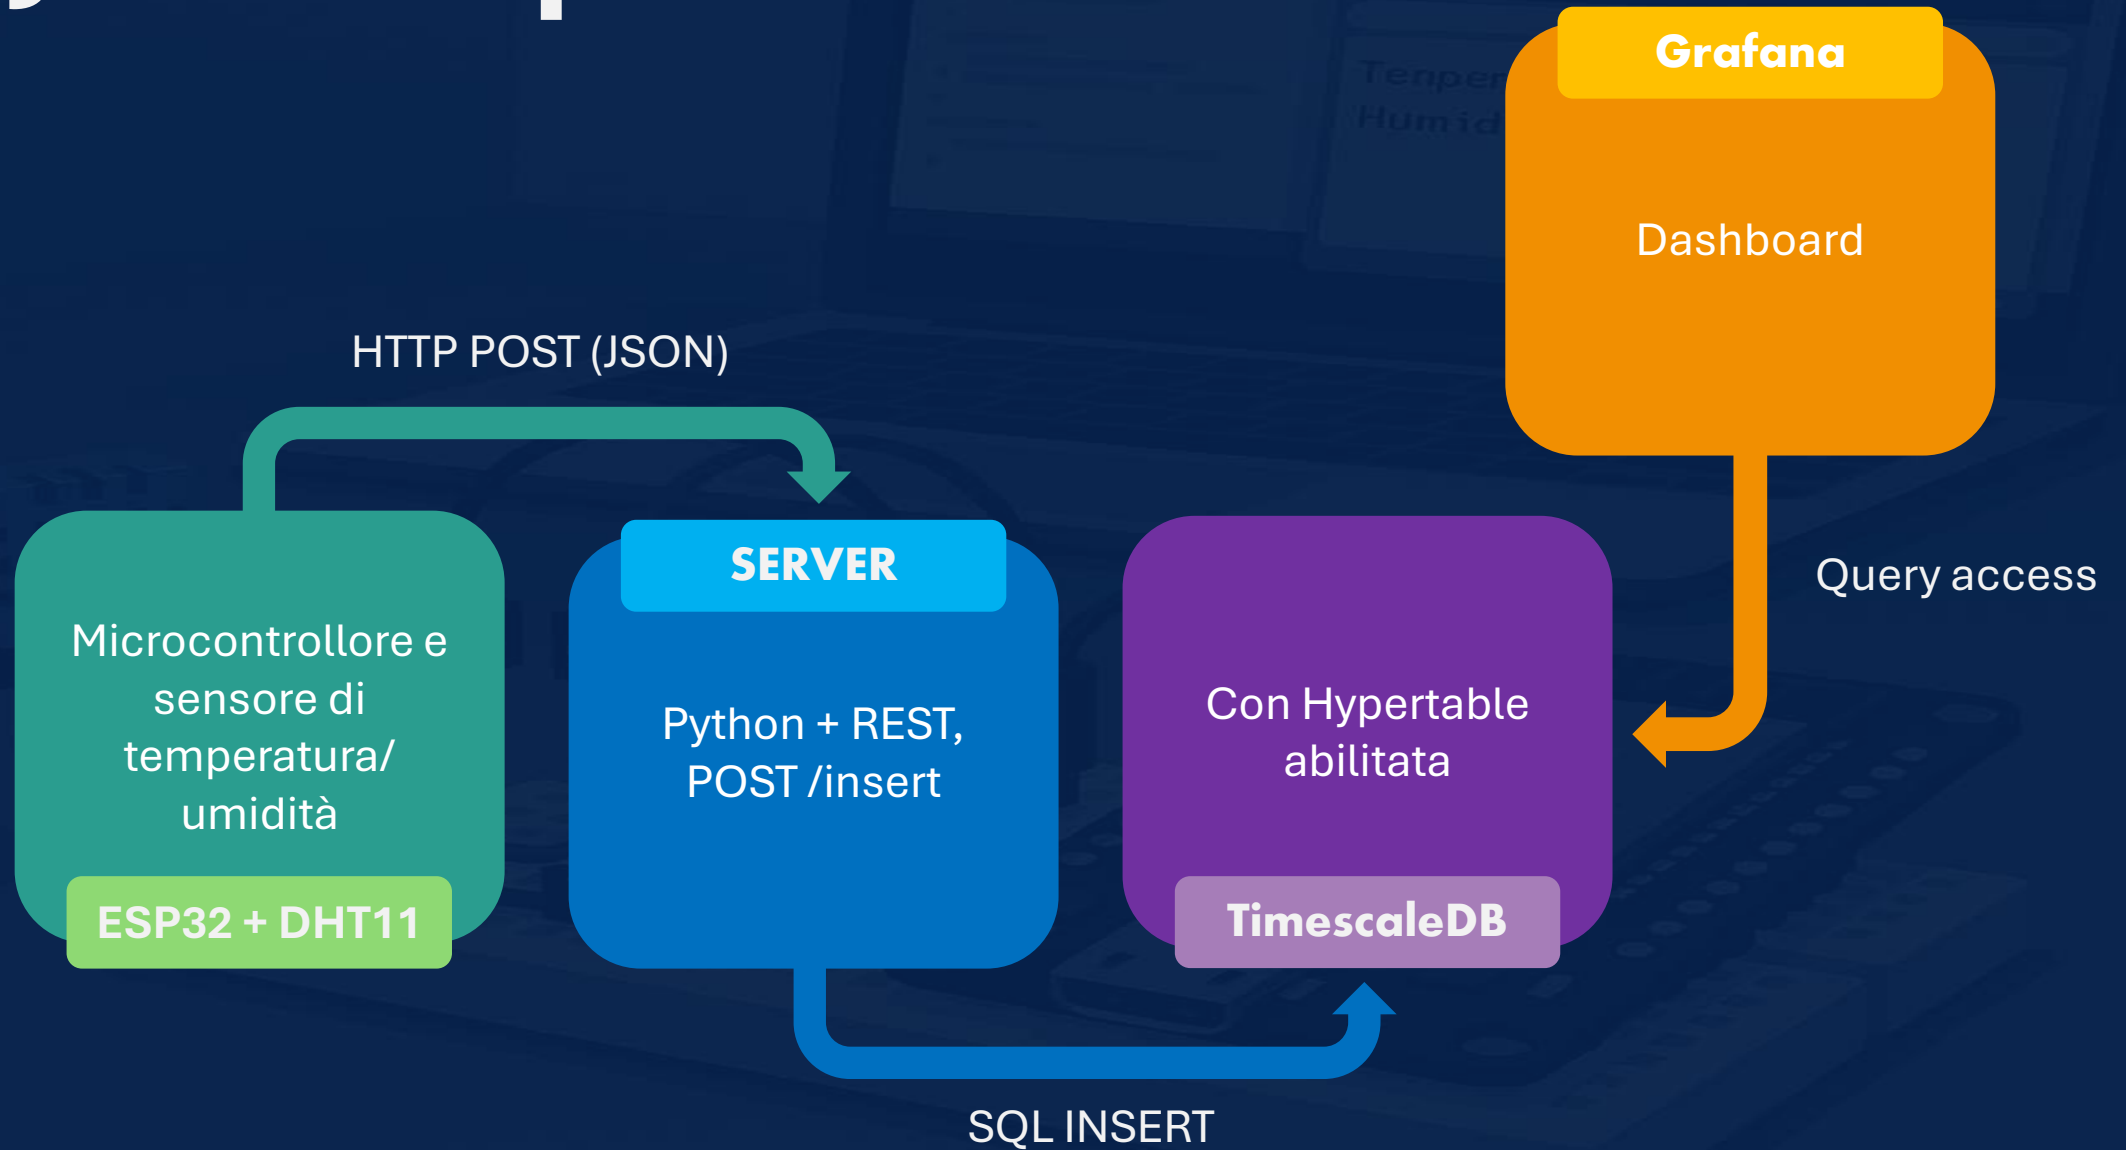 Grafana
Dashboard
HTTP POST (JSON)
Query access
SERVER
Microcontrollore e
sensore di
temperatura/
umidità
ESP32 + DHT11
Python + REST,
POST /insert
Con Hypertable
abilitata
TimescaleDB
SQL INSERT